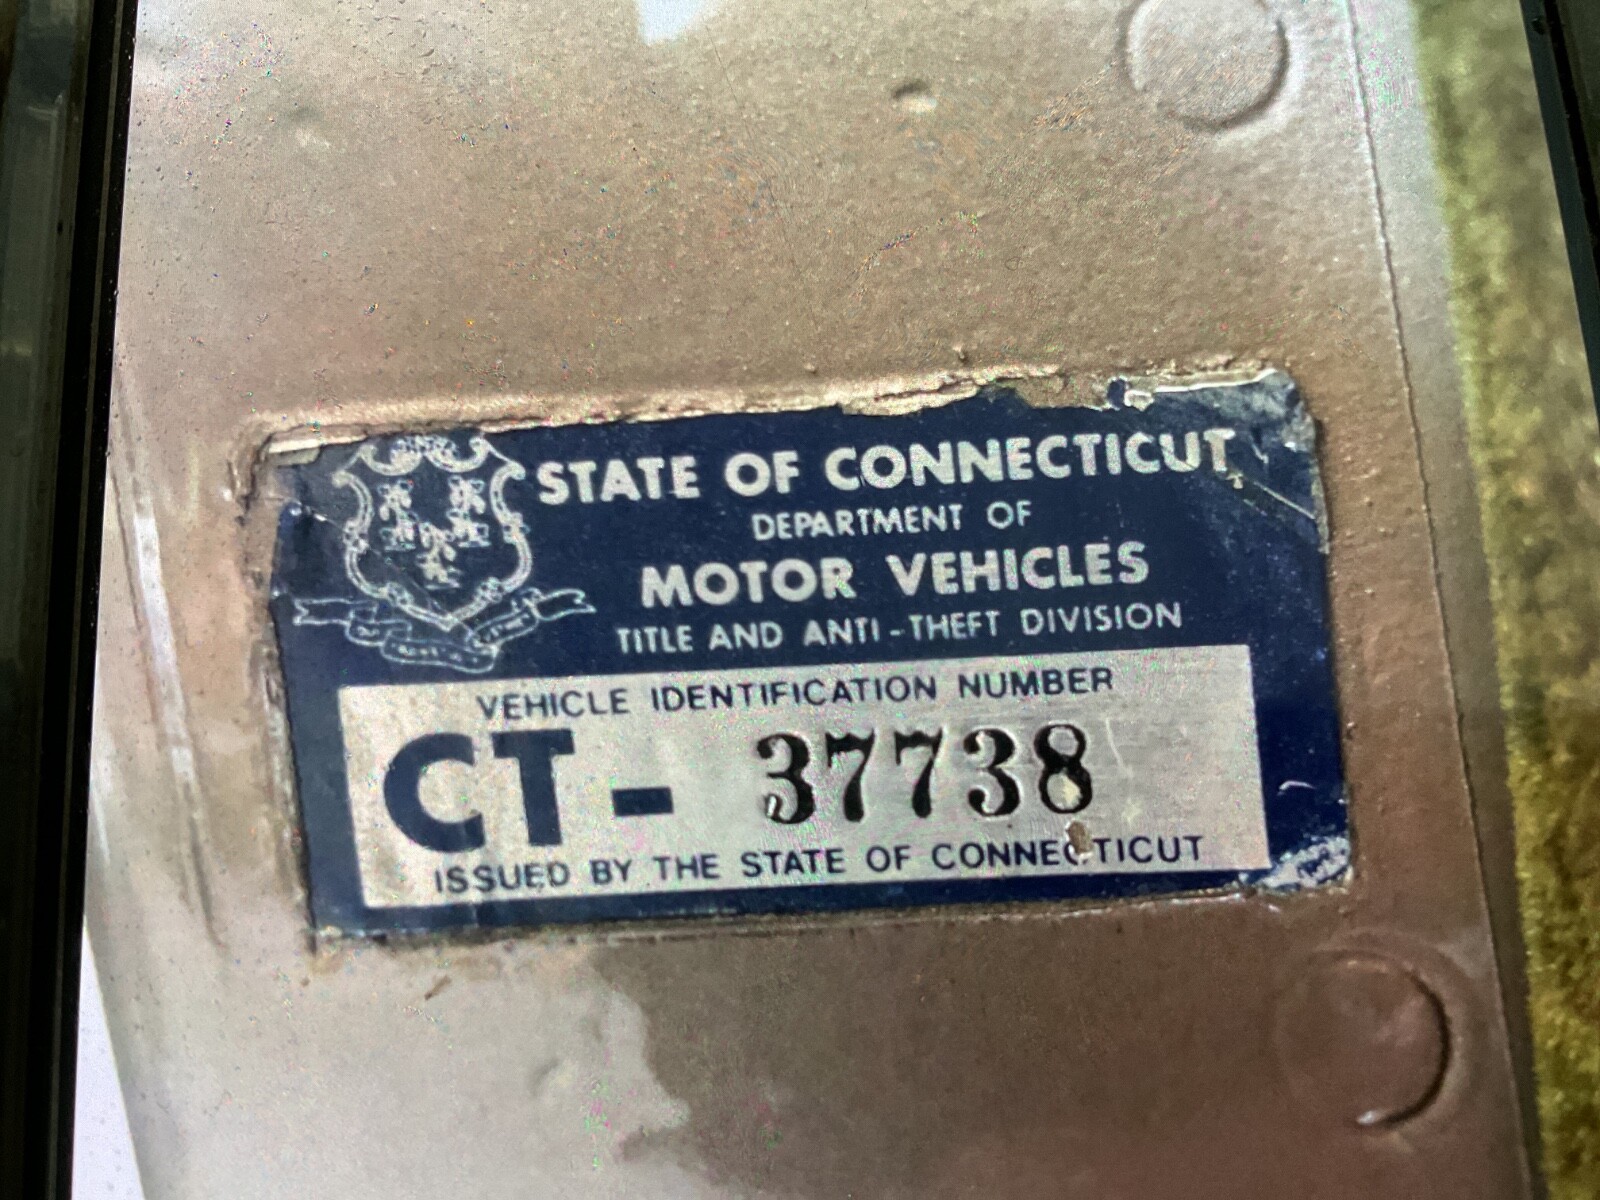 STATE OF CONNECTICUT
DEPARTMENT OF
MOTOR VEHICLES
TITLE AND ANTI-THEFT DIVISION
VEHICLE IDENTIFICATION NUMBER
CT- 37738
ISSUED BY THE STATE OF CONNECTICUT